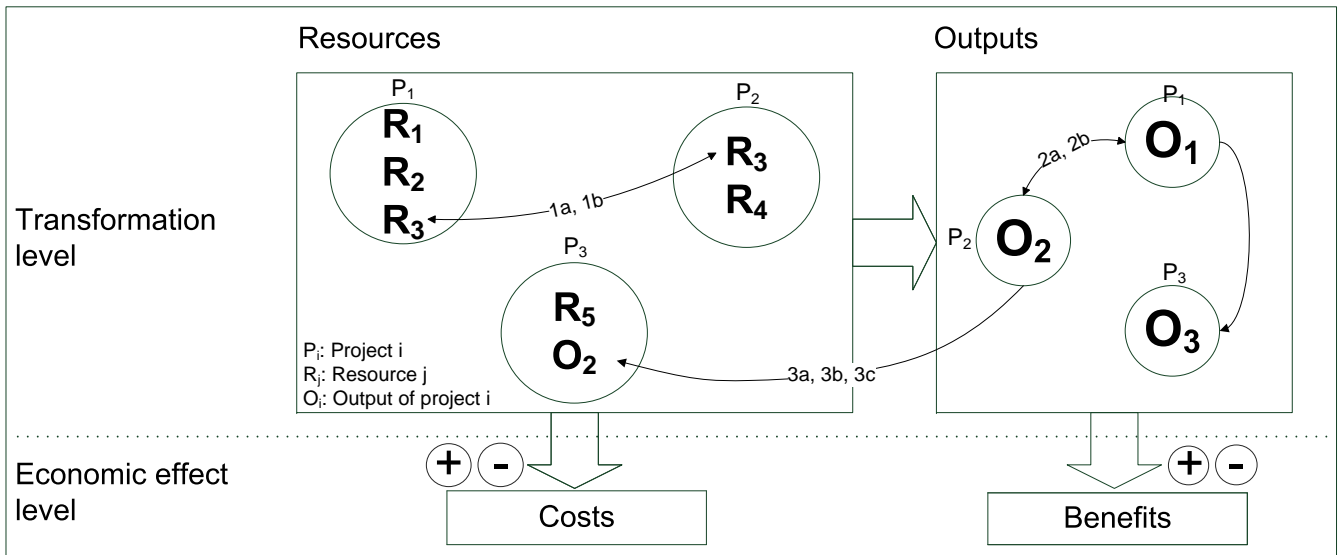 Resources
Outputs
P1
R1
R2
R3
P2
R3
R4
1a, 1b
P3
R5
O2
Pi: Project i
Rj: Resource j
Oi: Output of project i
P1
O1
2a, 2b
P2
O2
P3
O3
3a, 3b, 3c
Transformation
level
Economic effect
level
+ -
Costs
+ -
Benefits